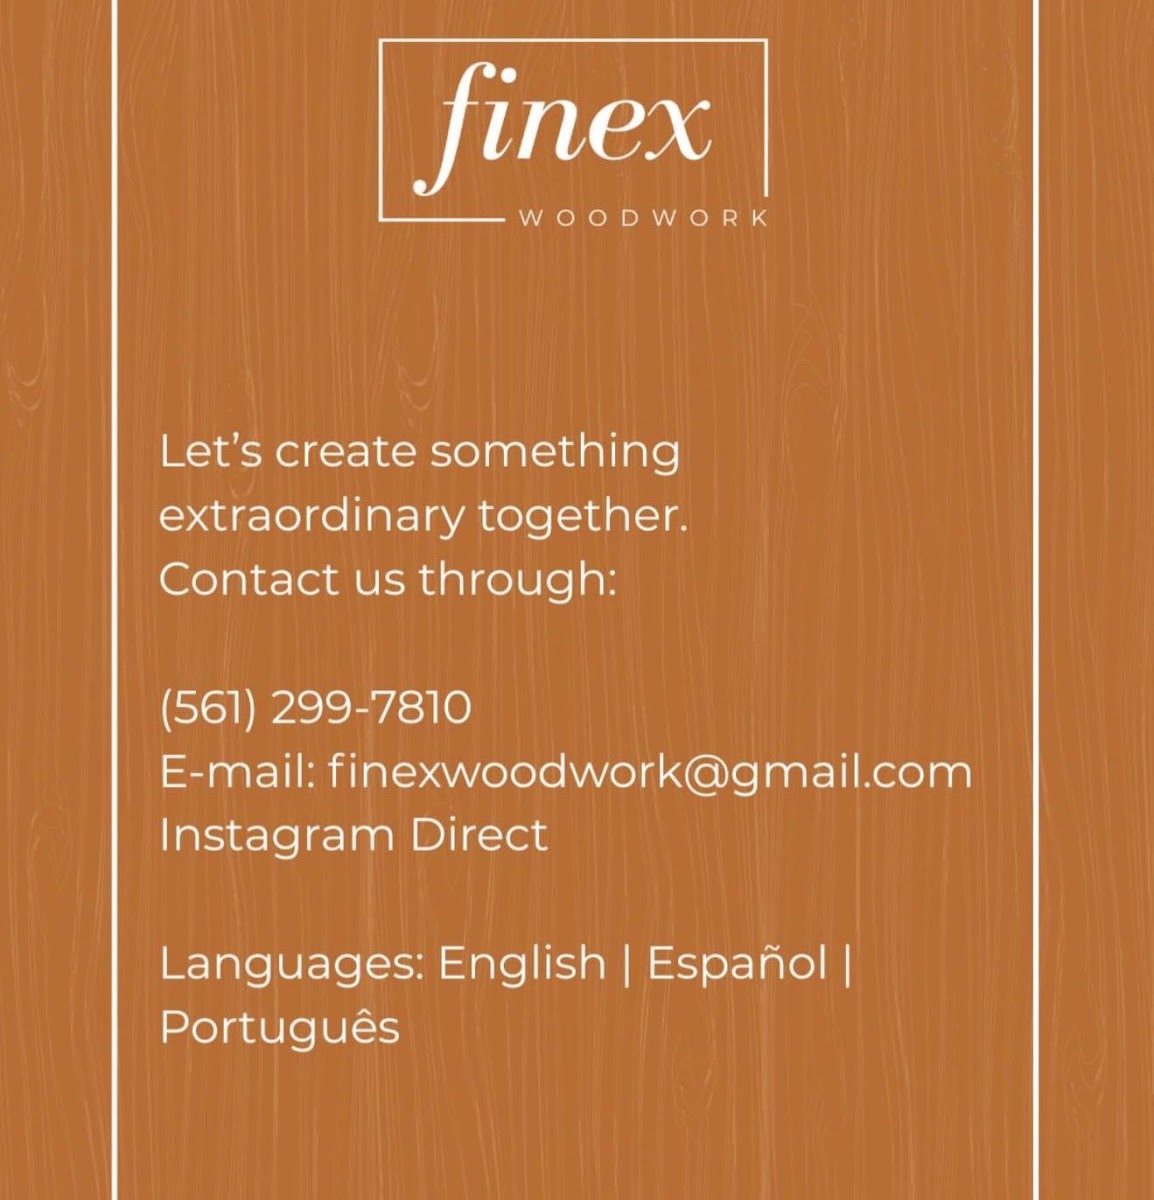 finex
WOODWORK
Let’s create something
extraordinary together.
Contact us through:
(561) 299-7810
E-mail: finexwoodwork@gmail.com
Instagram Direct
Languages: English | Español |
Português